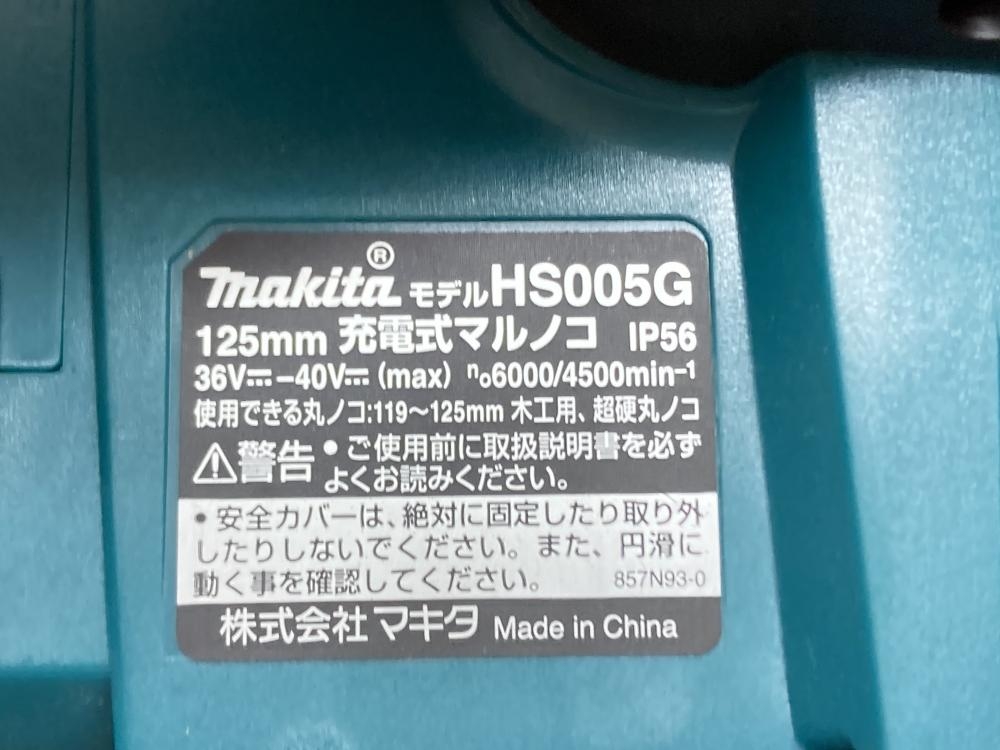 makita® モデルHS005G
125mm 充電式マルノコ IP56
36V⎓-40V⎓ (max) n₀6000/4500min⁻¹
使用できる丸ノコ:119～125mm 木工用、超硬丸ノコ
⚠警告 •ご使用前に取扱説明書を必ず
よくお読みください。
•安全カバーは、絶対に固定したり取り外
したりしないでください。また、円滑に
動く事を確認してください。 857N93-0
株式会社 マキタ Made in China